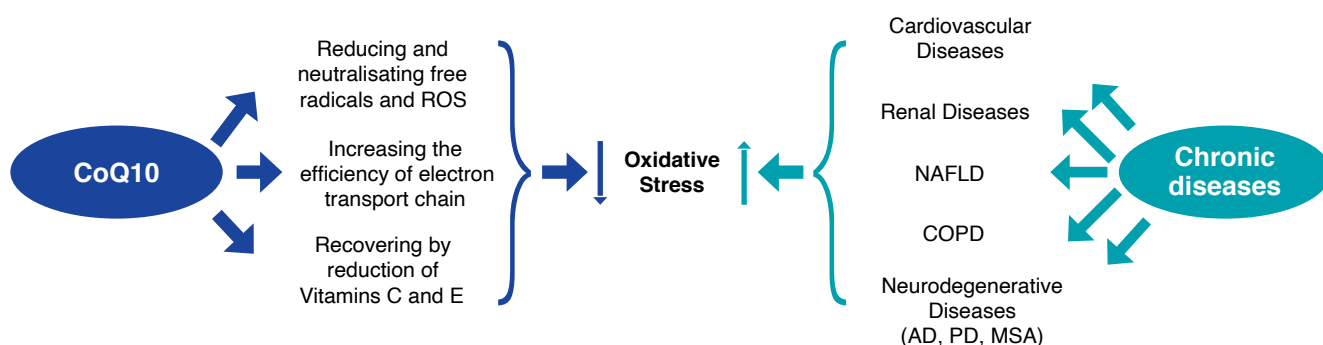 CoQ10
Reducing and
neutralisating free
radicals and ROS
Increasing the
efficiency of electron
transport chain
Recovering by
reduction of
Vitamins C and E
Oxidative
Stress
Cardiovascular
Diseases
Renal Diseases
NAFLD
COPD
Neurodegenerative
Diseases
(AD, PD, MSA)
Chronic
diseases